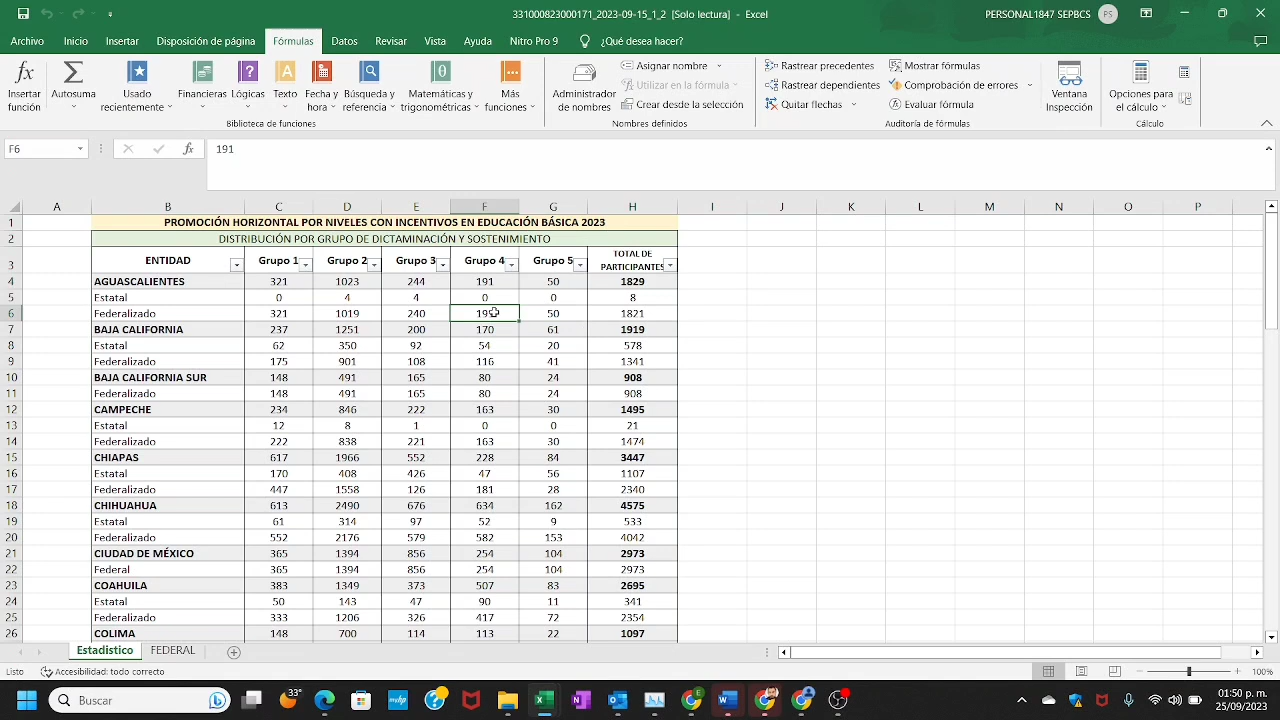 331000823000171_2023-09-15_1_2 [Solo lectura] - Excel
PERSONAL1847 SEPBCS
PS
Archivo Inicio Insertar Disposición de página Fórmulas Datos Revisar Vista Ayuda Nitro Pro 9 ¿Qué desea hacer?
Insertar función
Autosuma
Usado recientemente
Financieras
Lógicas
Texto
Fecha y hora
Búsqueda y referencia
Matemáticas y trigonométricas
Más funciones
Biblioteca de funciones
Administrador de nombres
Asignar nombre
Utilizar en la fórmula
Crear desde la selección
Nombres definidos
Rastrear precedentes
Rastrear dependientes
Quitar flechas
Mostrar fórmulas
Comprobación de errores
Evaluar fórmula
Auditoría de fórmulas
Ventana Inspección
Opciones para el cálculo
Cálculo
F6 fx 191
A B C D E F G H I J K L M N O P
1 PROMOCIÓN HORIZONTAL POR NIVELES CON INCENTIVOS EN EDUCACIÓN BÁSICA 2023
2 DISTRIBUCIÓN POR GRUPO DE DICTAMINACIÓN Y SOSTENIMIENTO
3 ENTIDAD Grupo 1 Grupo 2 Grupo 3 Grupo 4 Grupo 5 TOTAL DE PARTICIPANTES
4 AGUASCALIENTES 321 1023 244 191 50 1829
5 Estatal 0 4 4 0 0 8
6 Federalizado 321 1019 240 191 50 1821
7 BAJA CALIFORNIA 237 1251 200 170 61 1919
8 Estatal 62 350 92 54 20 578
9 Federalizado 175 901 108 116 41 1341
10 BAJA CALIFORNIA SUR 148 491 165 80 24 908
11 Federalizado 148 491 165 80 24 908
12 CAMPECHE 234 846 222 163 30 1495
13 Estatal 12 8 1 0 0 21
14 Federalizado 222 838 221 163 30 1474
15 CHIAPAS 617 1966 552 228 84 3447
16 Estatal 170 408 426 47 56 1107
17 Federalizado 447 1558 126 181 28 2340
18 CHIHUAHUA 613 2490 676 634 162 4575
19 Estatal 61 314 97 52 9 533
20 Federalizado 552 2176 579 582 153 4042
21 CIUDAD DE MÉXICO 365 1394 856 254 104 2973
22 Federal 365 1394 856 254 104 2973
23 COAHUILA 383 1349 373 507 83 2695
24 Estatal 50 143 47 90 11 341
25 Federalizado 333 1206 326 417 72 2354
26 COLIMA 148 700 114 113 22 1097
Estadistico FEDERAL
Listo Accesibilidad: todo correcto 100%
Buscar 33° 01:50 p. m.
25/09/2023